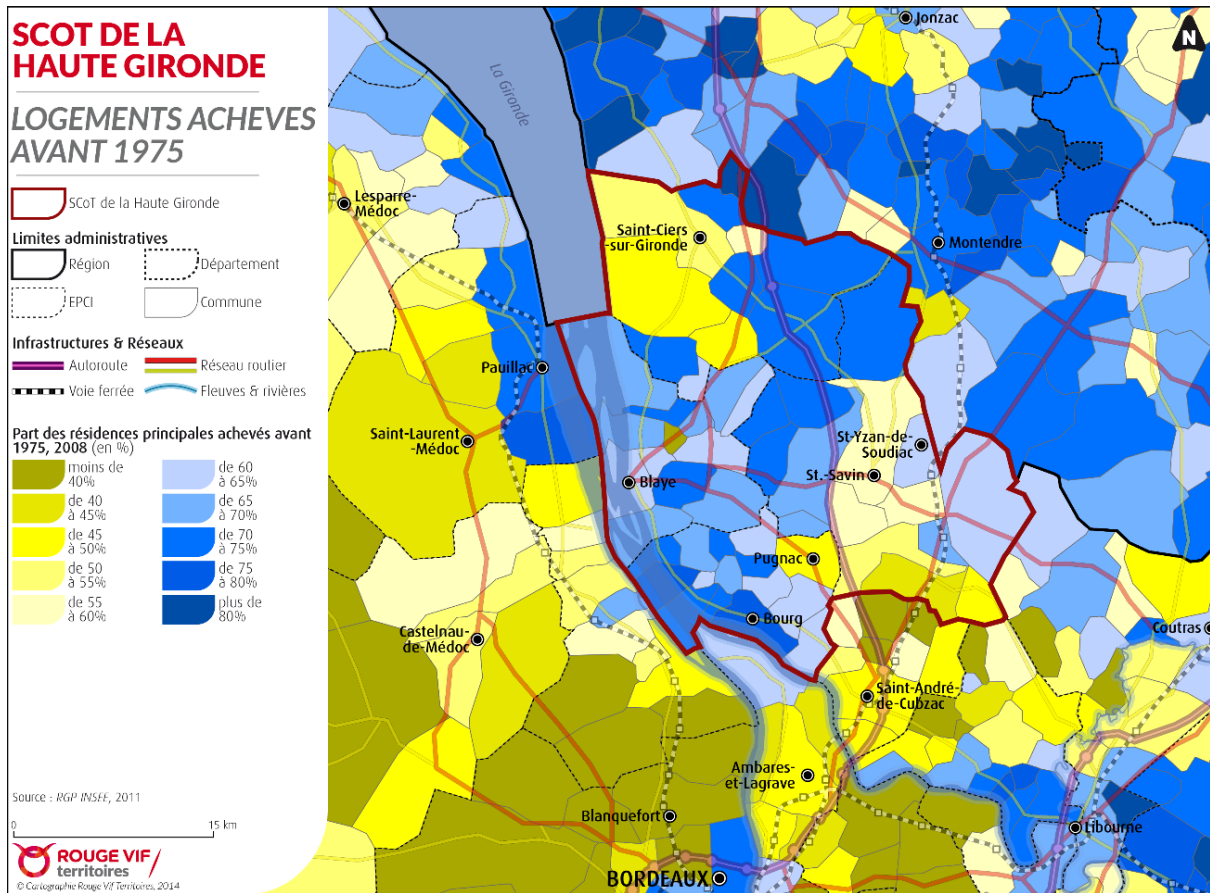 SCOT DE LA
HAUTE GIRONDE
LOGEMENTS ACHEVES
AVANT 1975
SCoT de la Haute Gironde
Limites administratives
Région
Département
EPCI
Commune
Infrastructures & Réseaux
Autoroute
Réseau routier
Voie ferrée
Fleuves & rivières
Part des résidences principales achevés avant
1975, 2008 (en %)
moins de
40%
de 40
à 45%
de 45
à 50%
de 50
à 55%
de 55
à 60%
de 60
à 65%
de 65
à 70%
de 70
à 75%
de 75
à 80%
plus de
80%
Source : RGP INSEE, 2011
0
15 km
ROUGE VIF/
territoires
© Cartographie Rouge Vif Territoires, 2014
N
La Gironde
Jonzac
Lesparre-
Médoc
Saint-Ciers
-sur-Gironde
Montendre
Pauillac
Saint-Laurent
-Médoc
St-Yzan-de-
Soudiac
St.-Savin
Blaye
Pugnac
Bourg
Coutras
Castelnau-
de-Médoc
Saint-André-
de-Cubzac
Ambares-
et-Lagrave
Blanquefort
Libourne
BORDEAUX